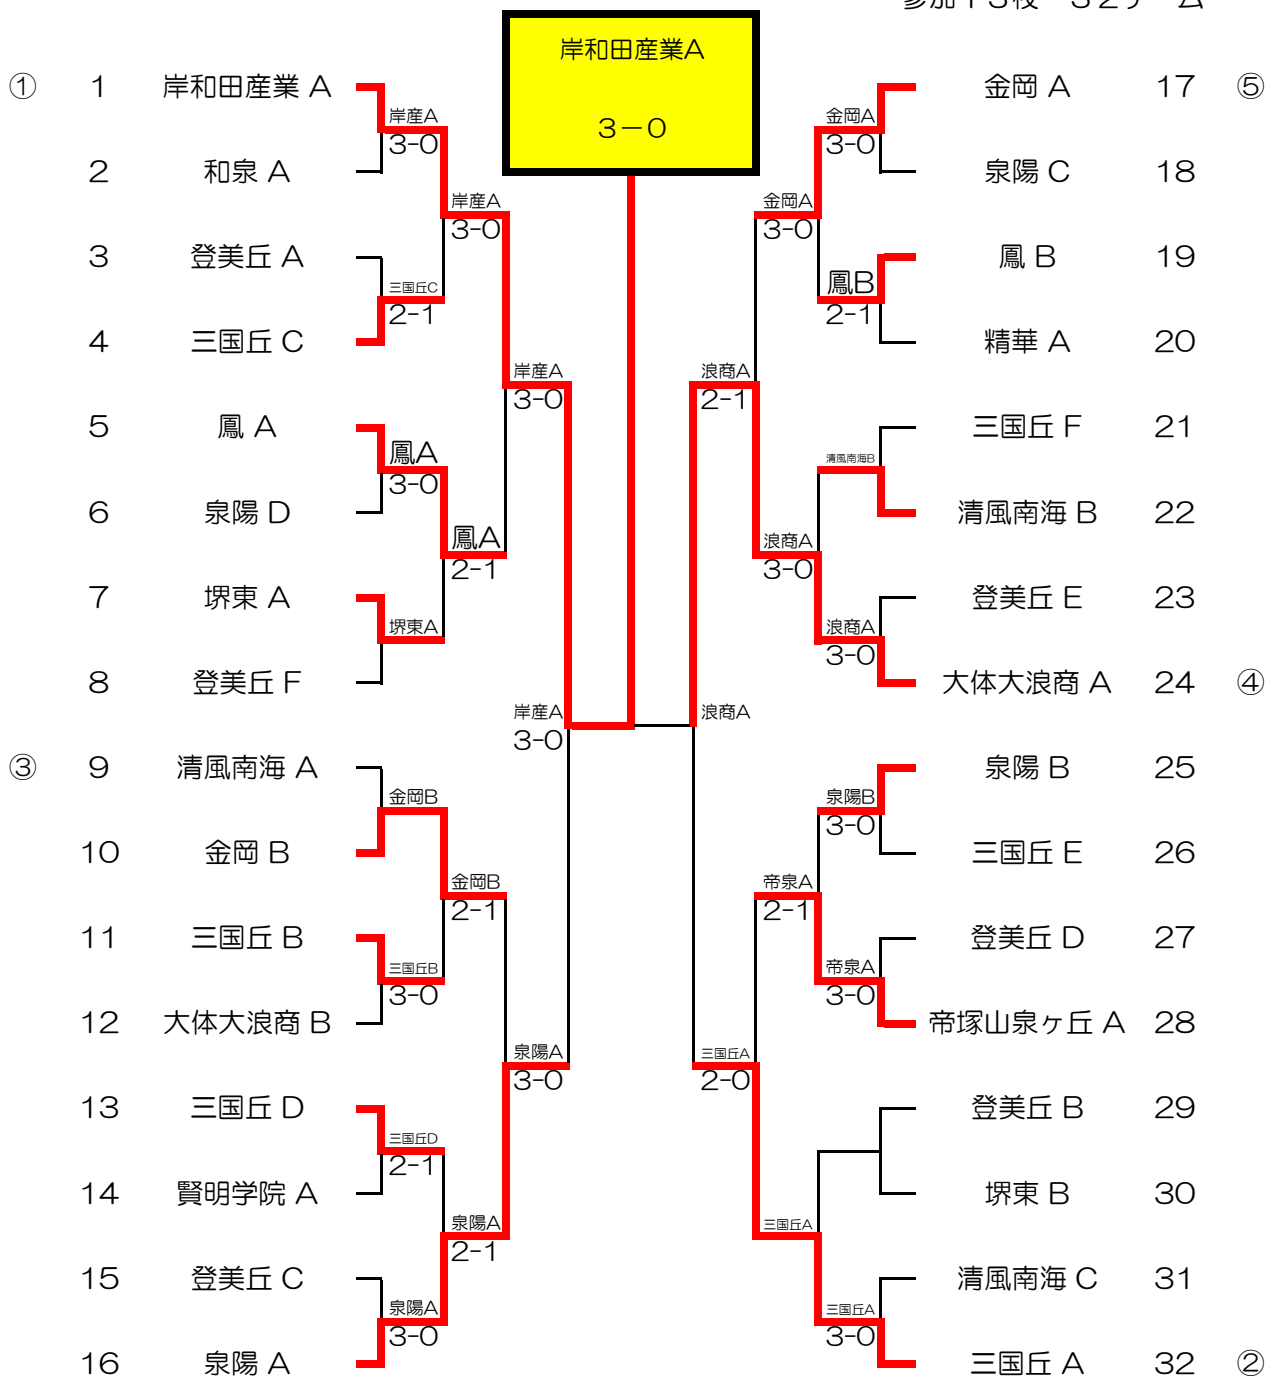 岸和田産業A
3-0
① 1 岸和田産業 A
2 和泉 A
3 登美丘 A
4 三国丘 C
5 鳳 A
6 泉陽 D
7 堺東 A
8 登美丘 F
③ 9 清風南海 A
10 金岡 B
11 三国丘 B
12 大体大浪商 B
13 三国丘 D
14 賢明学院 A
15 登美丘 C
16 泉陽 A
岸産A
3-0
三国丘C
2-1
鳳A
3-0
堺東A
金岡B
三国丘B
3-0
三国丘D
2-1
泉陽A
3-0
岸産A
3-0
鳳A
2-1
金岡B
2-1
泉陽A
2-1
岸産A
3-0
泉陽A
3-0
岸産A
3-0
浪商A
浪商A
2-1
三国丘A
2-0
金岡A
3-0
浪商A
3-0
帝泉A
2-1
三国丘A
金岡A
3-0
鳳B
2-1
清風南海B
浪商A
3-0
泉陽B
3-0
帝泉A
3-0
三国丘A
3-0
金岡 A 17 ⑤
泉陽 C 18
鳳 B 19
精華 A 20
三国丘 F 21
清風南海 B 22
登美丘 E 23
大体大浪商 A 24 ④
泉陽 B 25
三国丘 E 26
登美丘 D 27
帝塚山泉ヶ丘 A 28
登美丘 B 29
堺東 B 30
清風南海 C 31
三国丘 A 32 ②